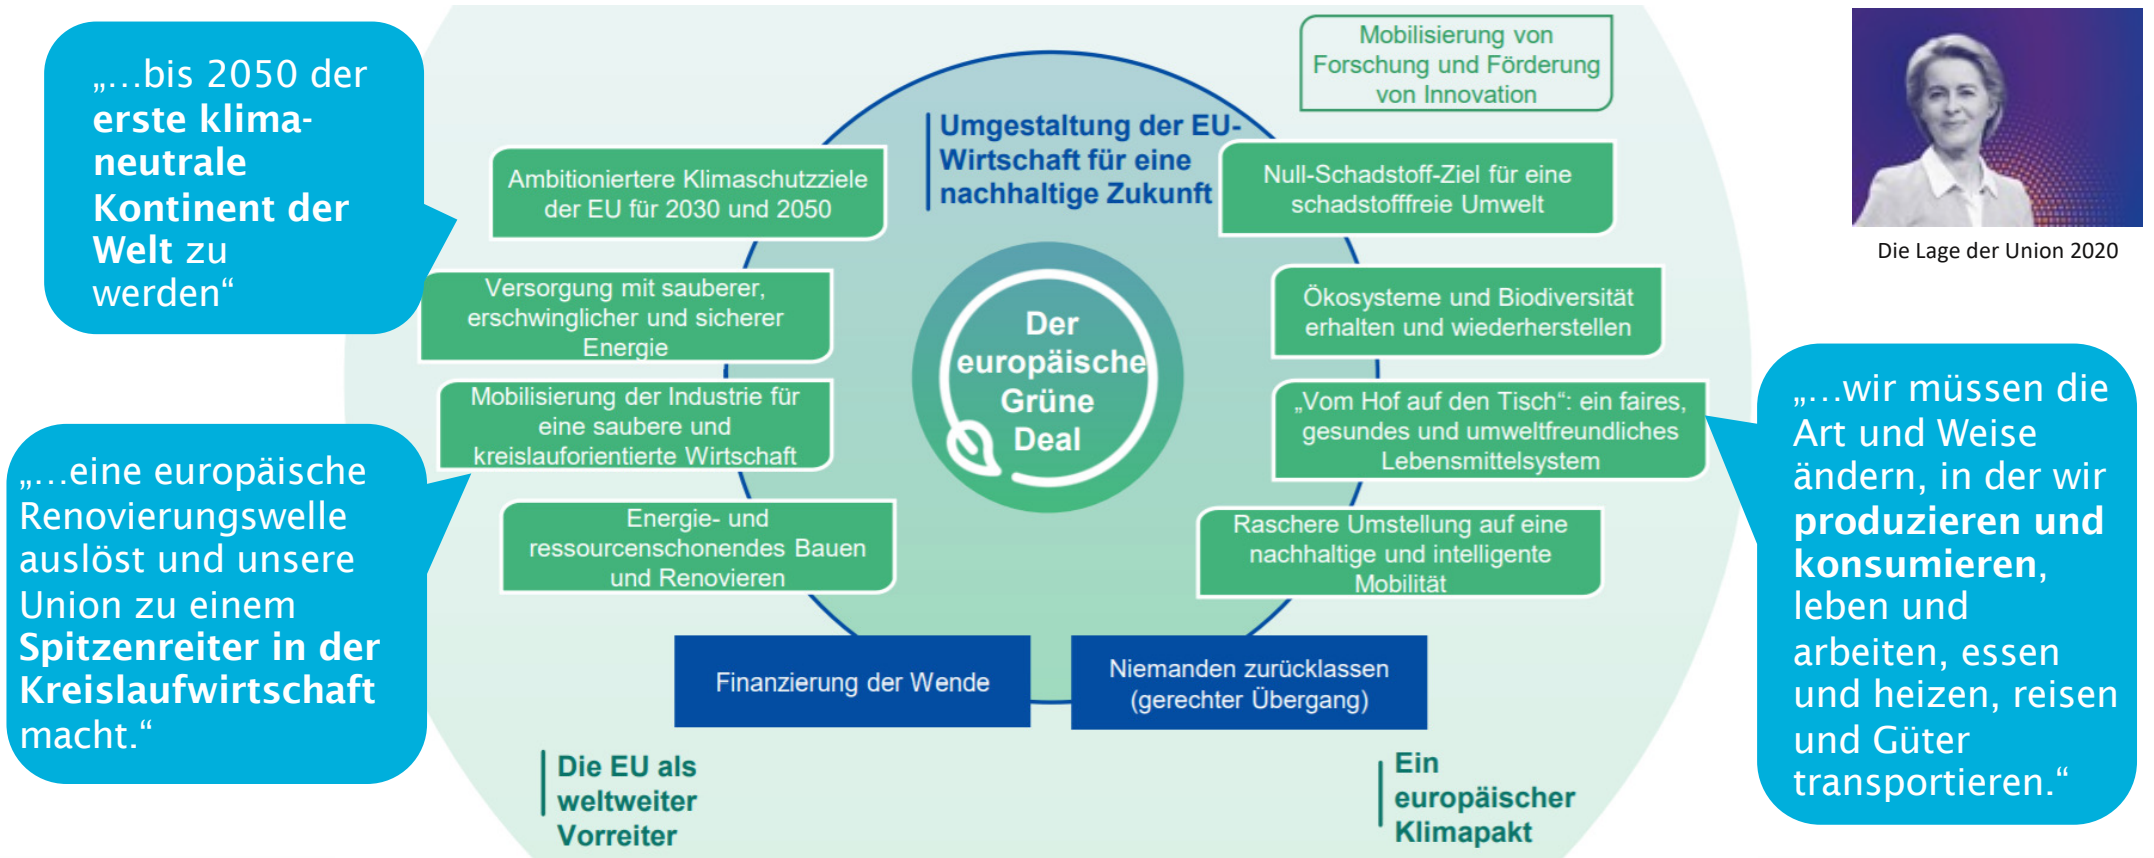 „…bis 2050 der
erste klima-
neutrale
Kontinent der
Welt zu
werden“
„…eine europäische
Renovierungswelle
auslöst und unsere
Union zu einem
Spitzenreiter in der
Kreislaufwirtschaft
macht.“
Umgestaltung der EU-
Wirtschaft für eine
nachhaltige Zukunft
Ambitioniertere Klimaschutzziele
der EU für 2030 und 2050
Versorgung mit sauberer,
erschwinglicher und sicherer
Energie
Mobilisierung der Industrie für
eine saubere und
kreislauforientierte Wirtschaft
Energie- und
ressourcenschonendes Bauen
und Renovieren
Der
europäische
Grüne
Deal
Mobilisierung von
Forschung und Förderung
von Innovation
Null-Schadstoff-Ziel für eine
schadstofffreie Umwelt
Ökosysteme und Biodiversität
erhalten und wiederherstellen
„Vom Hof auf den Tisch“: ein faires,
gesundes und umweltfreundliches
Lebensmittelsystem
Raschere Umstellung auf eine
nachhaltige und intelligente
Mobilität
Finanzierung der Wende
Niemanden zurücklassen
(gerechter Übergang)
Die EU als
weltweiter
Vorreiter
Ein
europäischer
Klimapakt
Die Lage der Union 2020
„…wir müssen die
Art und Weise
ändern, in der wir
produzieren und
konsumieren,
leben und
arbeiten, essen
und heizen, reisen
und Güter
transportieren.“